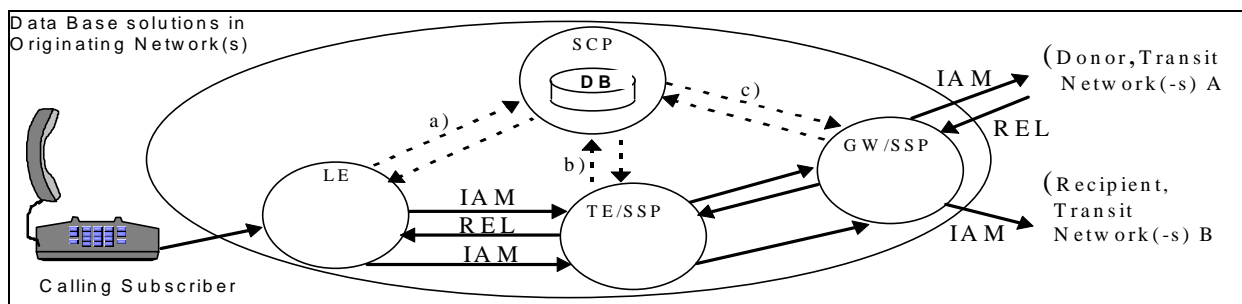 Data Base solutions in
Originating Network(s)
SCP
DB
a)
b)
c)
LE
TE/SSP
GW/SSP
IAM
REL
IAM
IAM
REL
IAM
(Donor,Transit
Network(-s) A
(Recipient,
Transit
Network(-s) B
Calling Subscriber